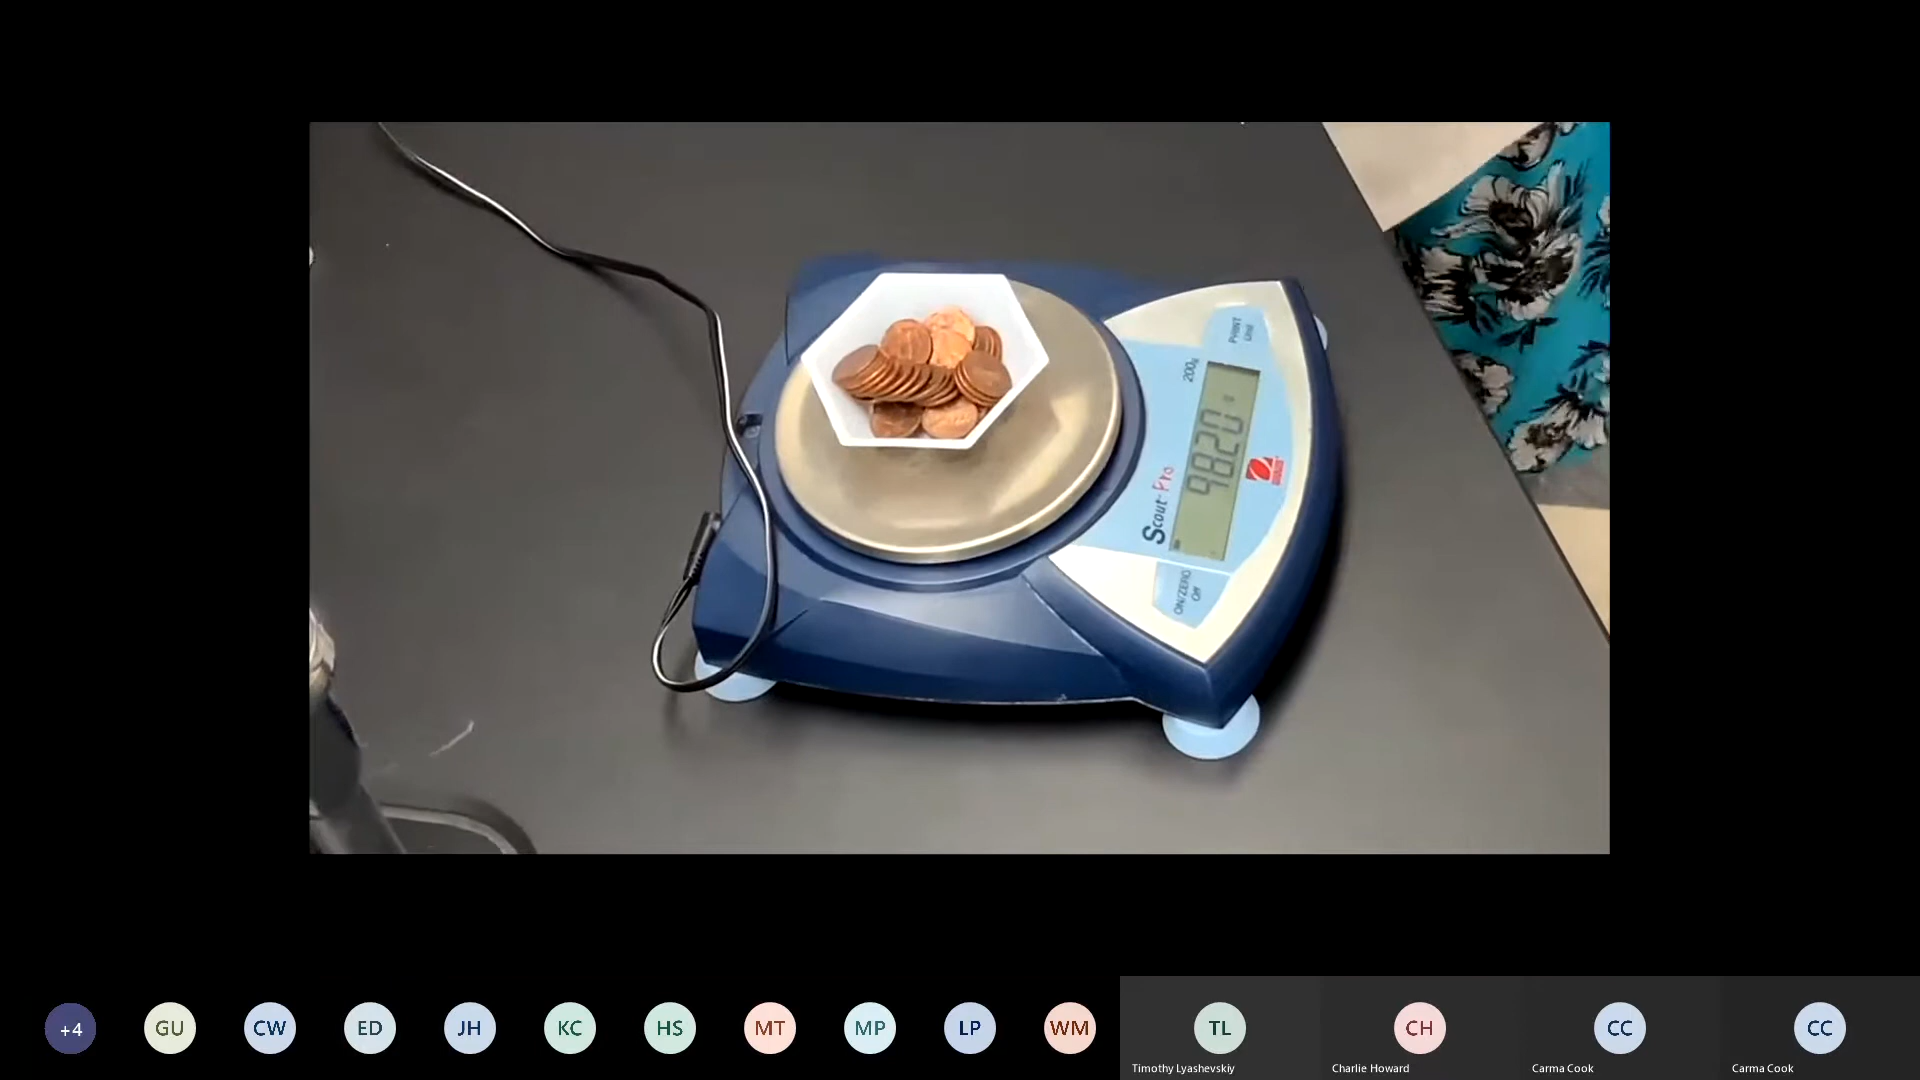 PRINT
Unit
200g
98.20 g
Scout Pro
OHAUS
ON/ZERO
Off
+4
GU
CW
ED
JH
KC
HS
MT
MP
LP
WM
TL
CH
CC
CC
Timothy Lyashevskiy
Charlie Howard
Carma Cook
Carma Cook